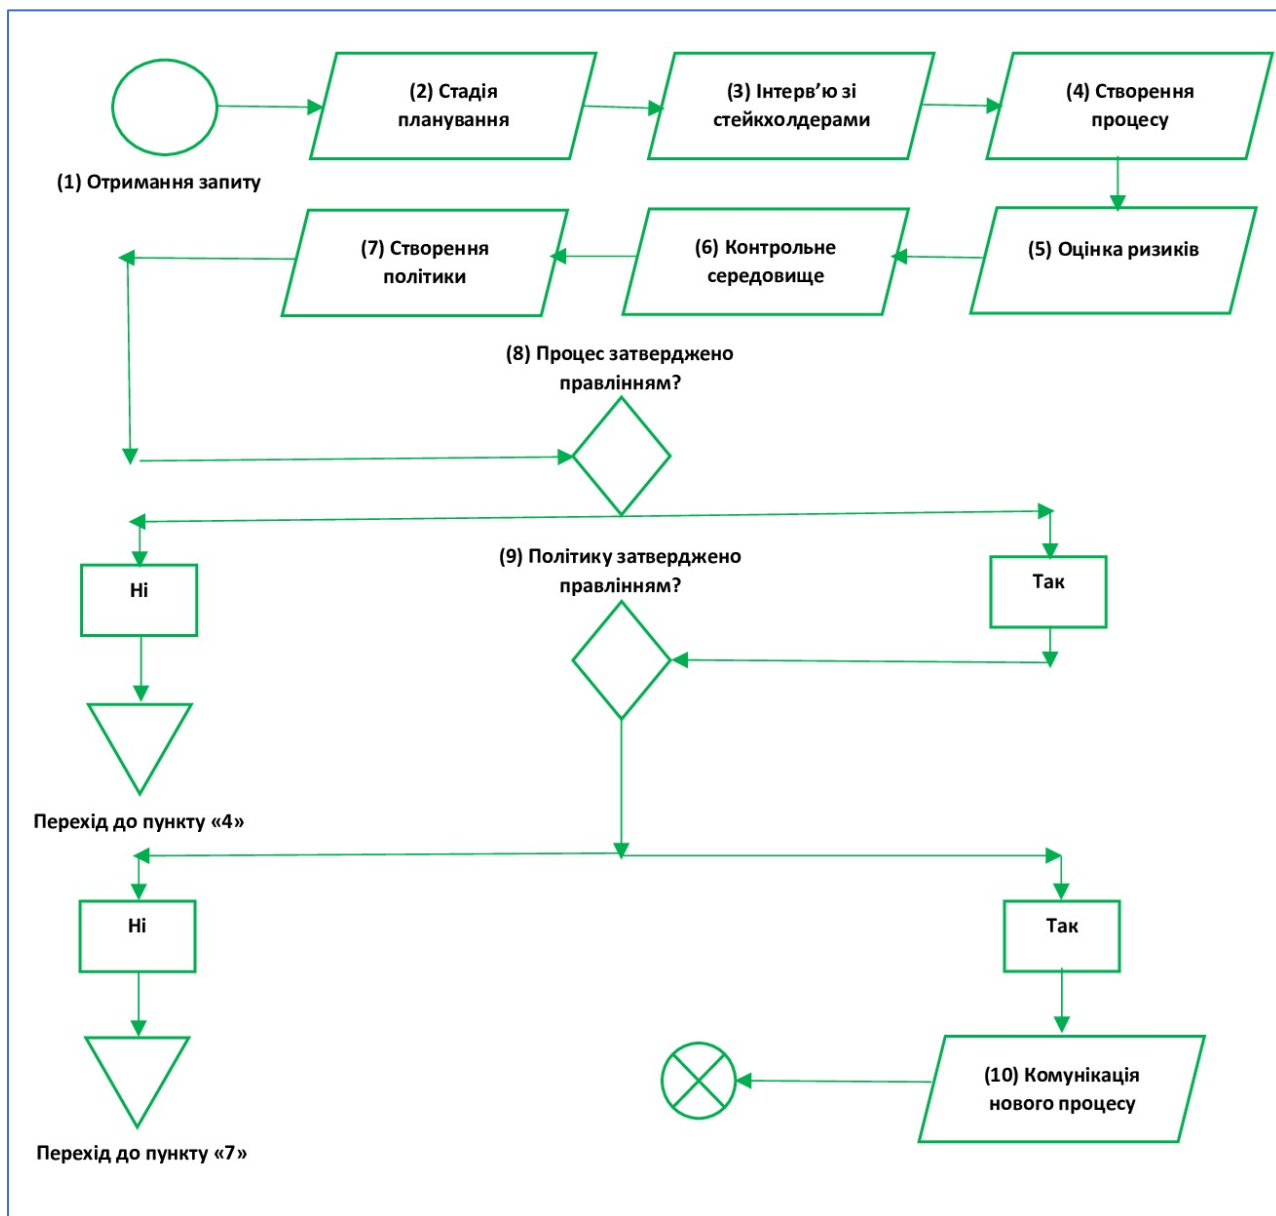 (2) Стадія
планування
(3) Інтерв’ю зі
стейкхолдерами
(4) Створення
процесу
(1) Отримання запиту
(7) Створення
політики
(6) Контрольне
середовище
(5) Оцінка ризиків
(8) Процес затверджено
правлінням?
Ні
(9) Політику затверджено
правлінням?
Так
Перехід до пункту «4»
Ні
Так
(10) Комунікація
нового процесу
Перехід до пункту «7»